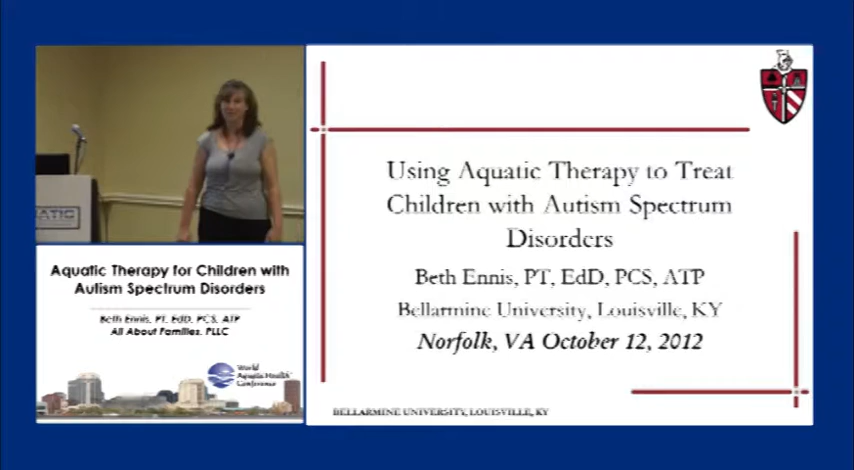 Using Aquatic Therapy to Treat
Children with Autism Spectrum
Disorders
Beth Ennis, PT, EdD, PCS, ATP
Bellarmine University, Louisville, KY
Norfolk, VA October 12, 2012
BELLARMINE UNIVERSITY, LOUISVILLE, KY
Aquatic Therapy for Children with
Autism Spectrum Disorders
Beth Ennis, PT, EdD, PCS, ATP
All About Families, PLLC
World
Aquatic Health
Conference